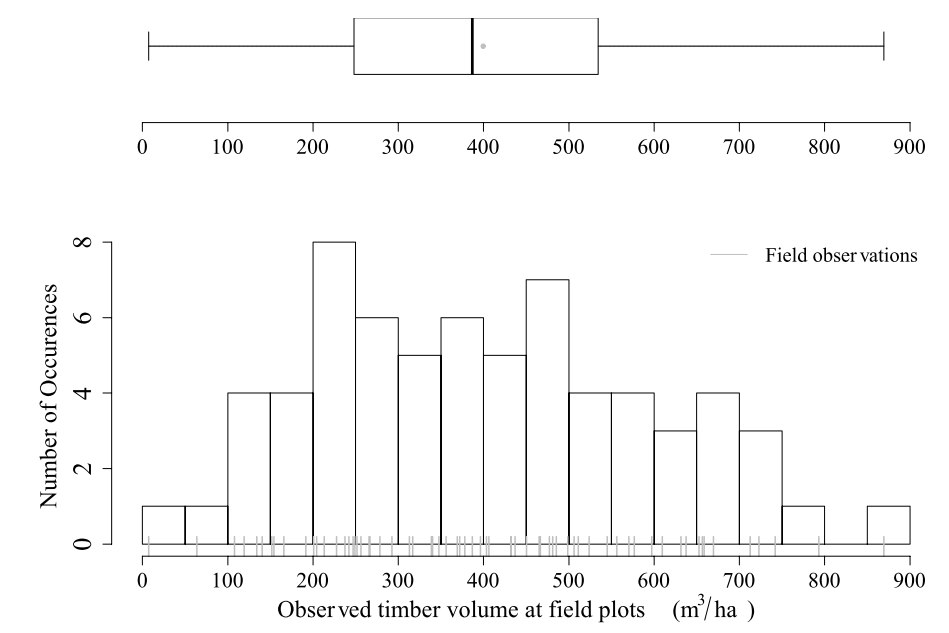 0 100 200 300 400 500 600 700 800 900
8
Field observations
6
4
2
0
Number of Occurences
0 100 200 300 400 500 600 700 800 900
Observed timber volume at field plots (m³/ha )